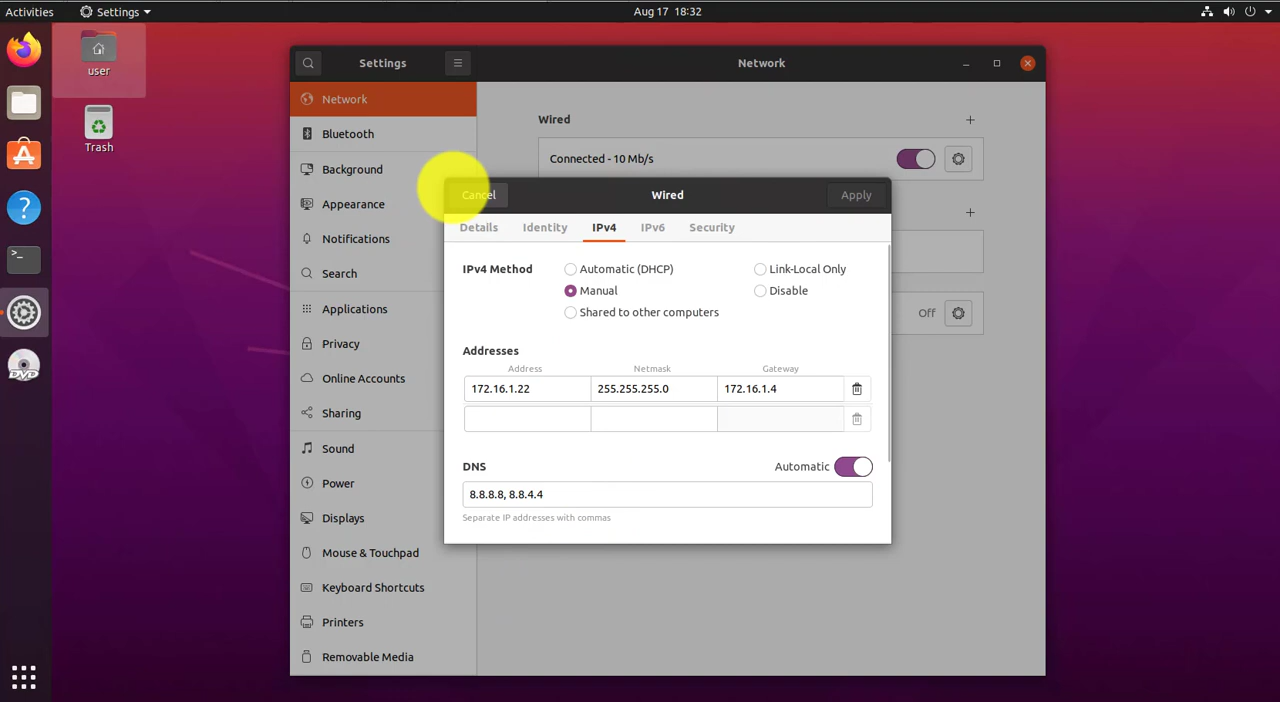 Activities
Settings
Aug 17 18:32
user
Trash
Settings
Network
Network
Bluetooth
Background
Appearance
Notifications
Search
Applications
Privacy
Online Accounts
Sharing
Sound
Power
Displays
Mouse & Touchpad
Keyboard Shortcuts
Printers
Removable Media
Wired
Connected - 10 Mb/s
Off
Cancel
Wired
Apply
Details
Identity
IPv4
IPv6
Security
IPv4 Method
Automatic (DHCP)
Link-Local Only
Manual
Disable
Shared to other computers
Addresses
Address
Netmask
Gateway
172.16.1.22
255.255.255.0
172.16.1.4
DNS
Automatic
8.8.8.8, 8.8.4.4
Separate IP addresses with commas
DVD